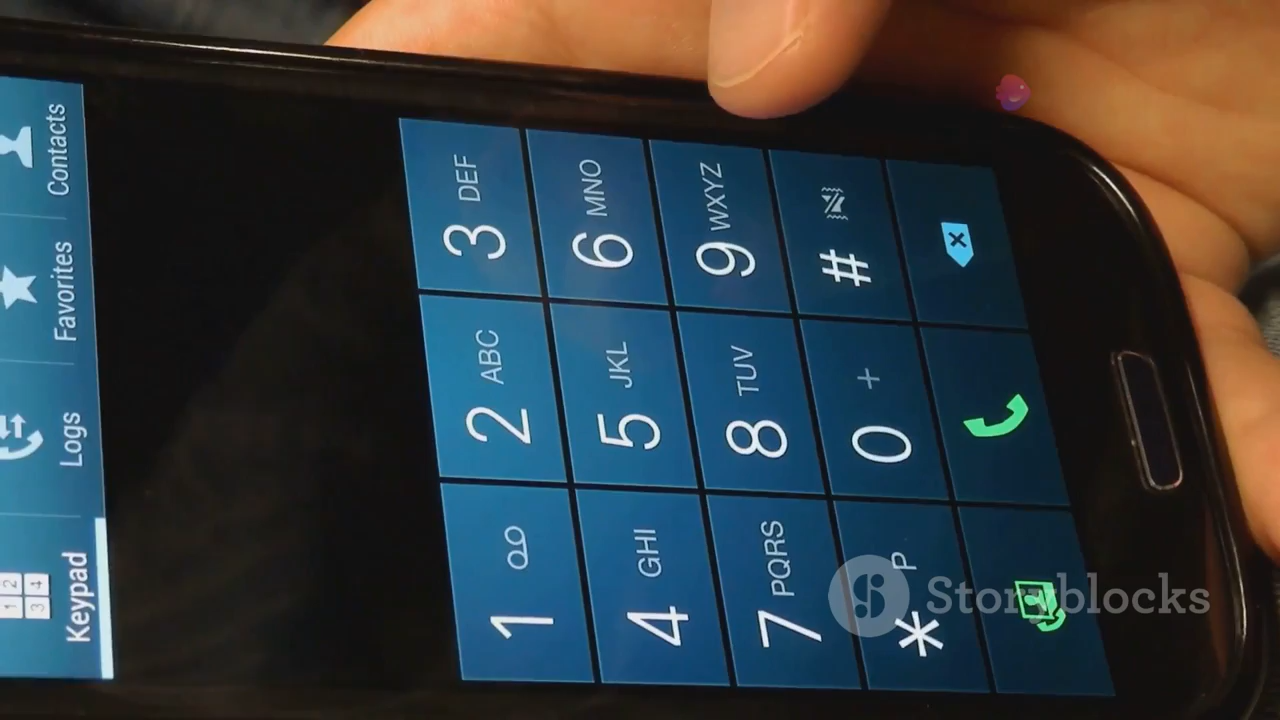 Keypad
Logs
Favorites
Contacts
1
2 ABC
3 DEF
4 GHI
5 JKL
6 MNO
7 PQRS
8 TUV
9 WXYZ
* P
0 +
#
Storyblocks